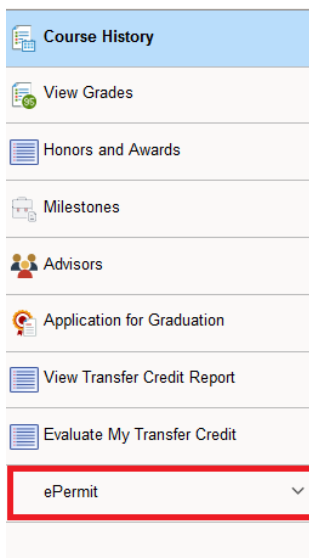 Course History
95
View Grades
Honors and Awards
Milestones
Advisors
Application for Graduation
View Transfer Credit Report
Evaluate My Transfer Credit
ePermit